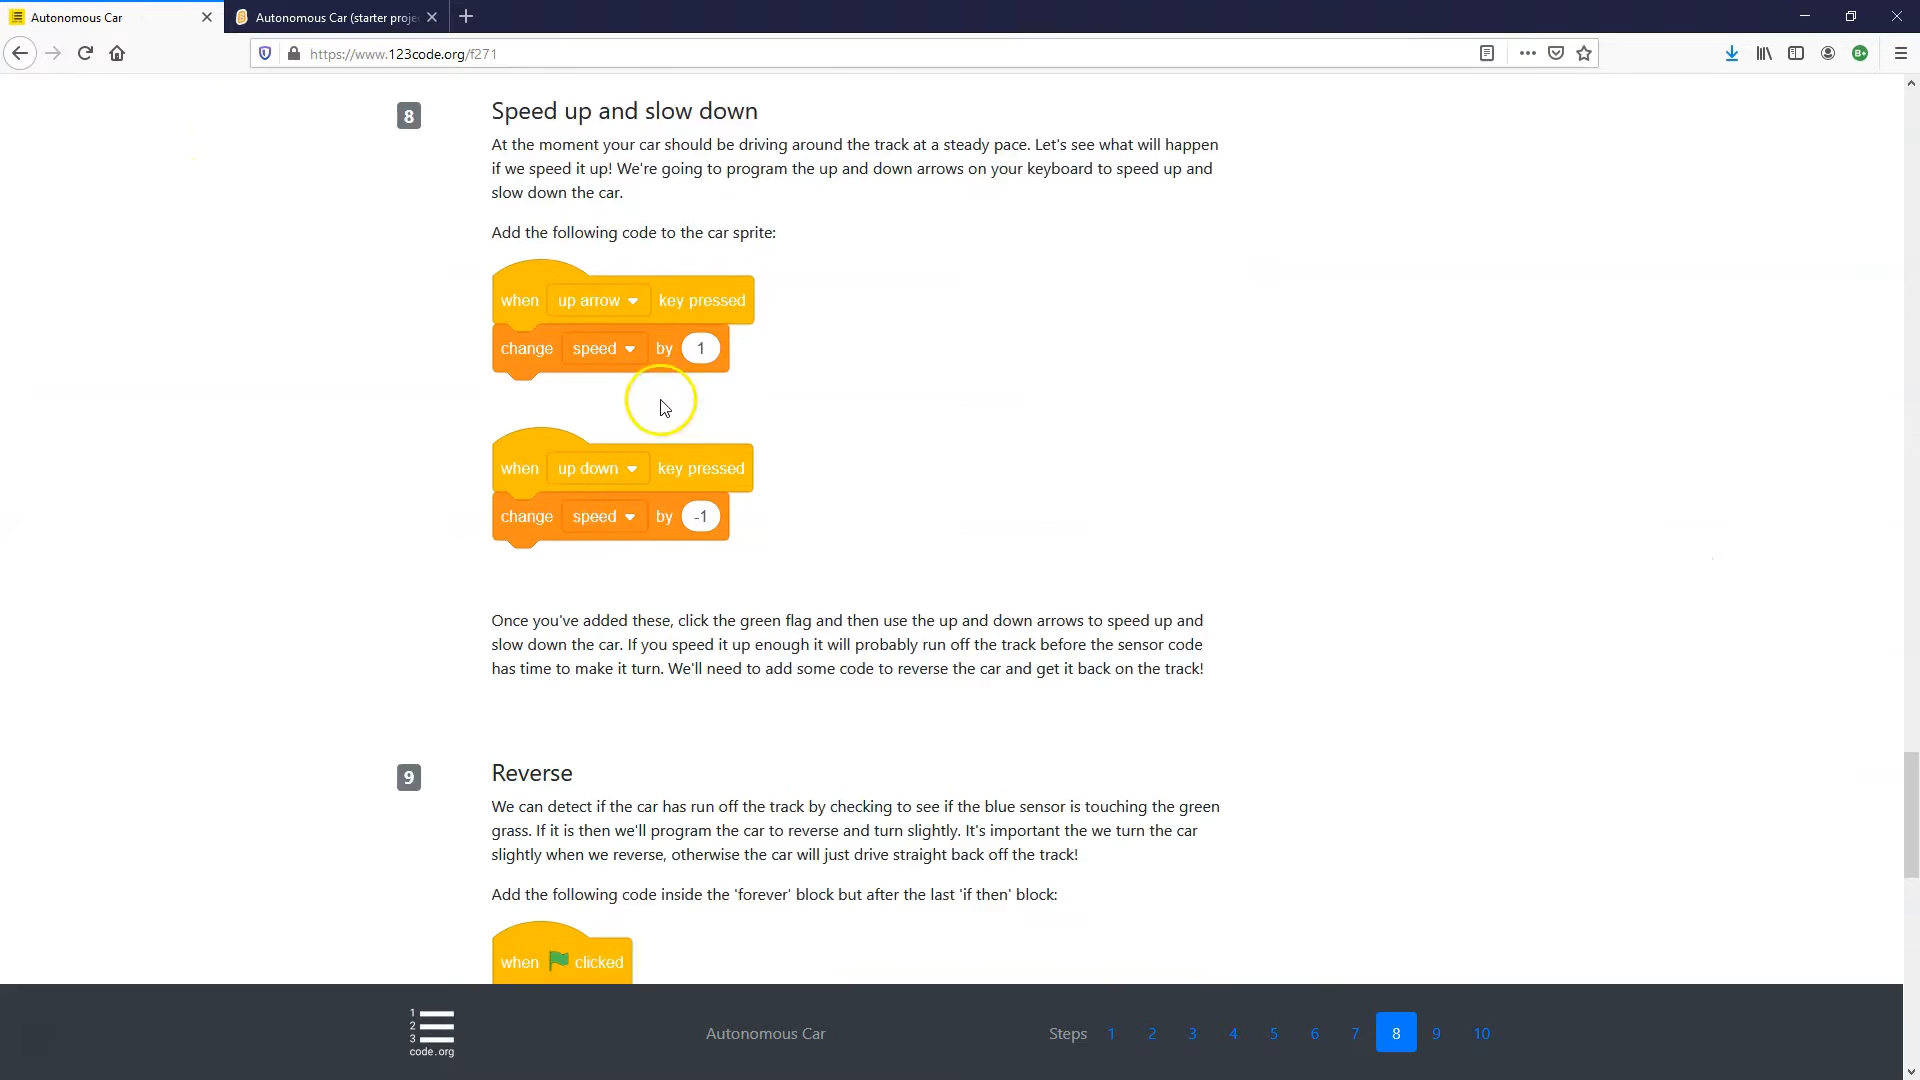 Autonomous Car
Autonomous Car (starter proje
https://www.123code.org/f271
B+
8
Speed up and slow down
At the moment your car should be driving around the track at a steady pace. Let's see what will happen
if we speed it up! We're going to program the up and down arrows on your keyboard to speed up and
slow down the car.
Add the following code to the car sprite:
when up arrow key pressed
change speed by 1
when up down key pressed
change speed by -1
Once you've added these, click the green flag and then use the up and down arrows to speed up and
slow down the car. If you speed it up enough it will probably run off the track before the sensor code
has time to make it turn. We'll need to add some code to reverse the car and get it back on the track!
9
Reverse
We can detect if the car has run off the track by checking to see if the blue sensor is touching the green
grass. If it is then we'll program the car to reverse and turn slightly. It's important the we turn the car
slightly when we reverse, otherwise the car will just drive straight back off the track!
Add the following code inside the 'forever' block but after the last 'if then' block:
when clicked
1
2
3
code.org
Autonomous Car
Steps 1 2 3 4 5 6 7 8 9 10